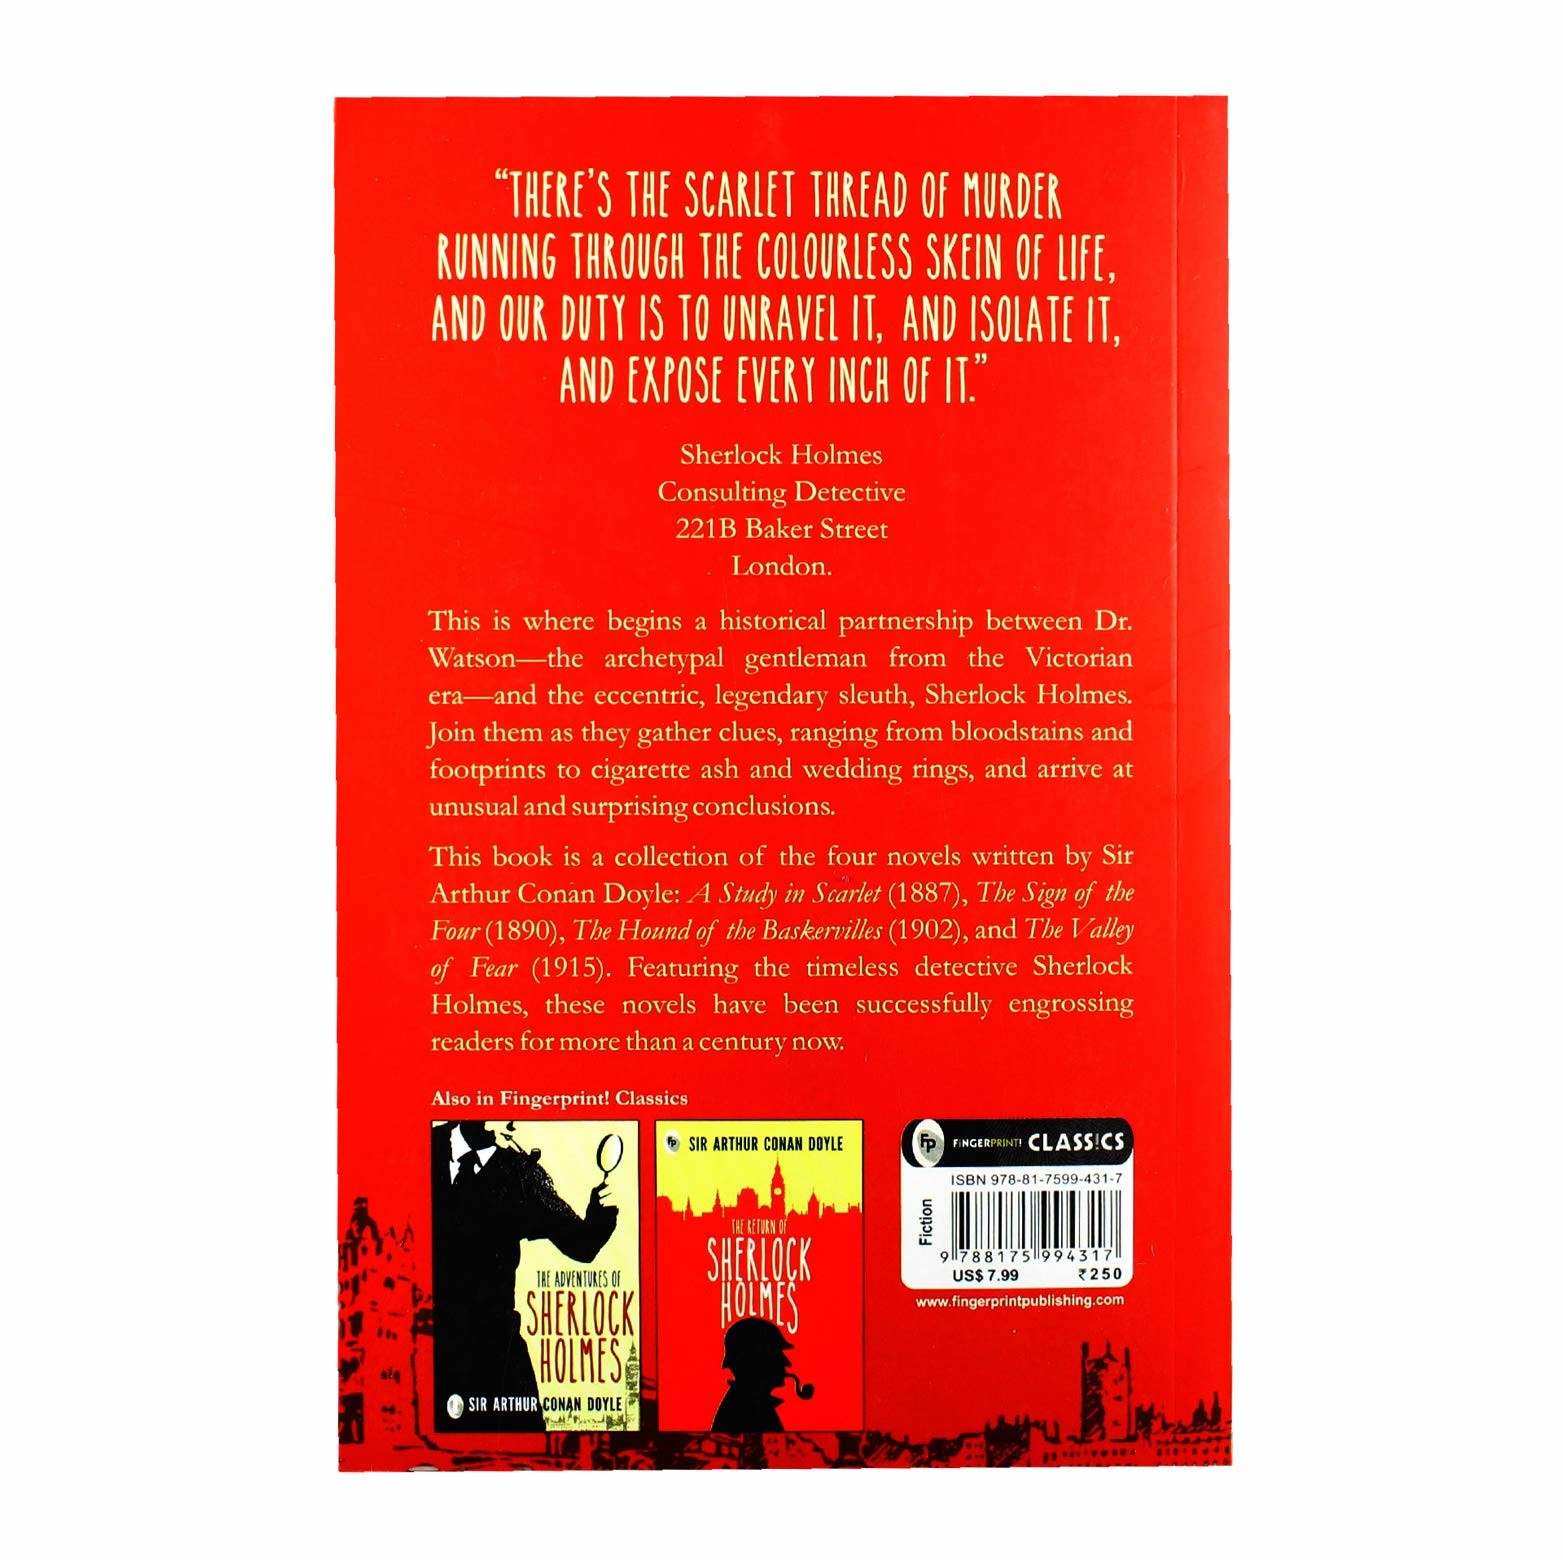 “THERE’S THE SCARLET THREAD OF MURDER
RUNNING THROUGH THE COLOURLESS SKEIN OF LIFE,
AND OUR DUTY IS TO UNRAVEL IT, AND ISOLATE IT,
AND EXPOSE EVERY INCH OF IT.”
Sherlock Holmes
Consulting Detective
221B Baker Street
London.
This is where begins a historical partnership between Dr.
Watson—the archetypal gentleman from the Victorian
era—and the eccentric, legendary sleuth, Sherlock Holmes.
Join them as they gather clues, ranging from bloodstains and
footprints to cigarette ash and wedding rings, and arrive at
unusual and surprising conclusions.
This book is a collection of the four novels written by Sir
Arthur Conan Doyle: A Study in Scarlet (1887), The Sign of the
Four (1890), The Hound of the Baskervilles (1902), and The Valley
of Fear (1915). Featuring the timeless detective Sherlock
Holmes, these novels have been successfully engrossing
readers for more than a century now.
Also in Fingerprint! Classics
THE ADVENTURES OF
SHERLOCK
HOLMES
SIR ARTHUR CONAN DOYLE
FP SIR ARTHUR CONAN DOYLE
THE RETURN OF
SHERLOCK
HOLMES
FP FiNGERPRINT! CLASS!CS
ISBN 978-81-7599-431-7
Fiction
9 788175 994317
US$ 7.99 ₹250
www.fingerprintpublishing.com